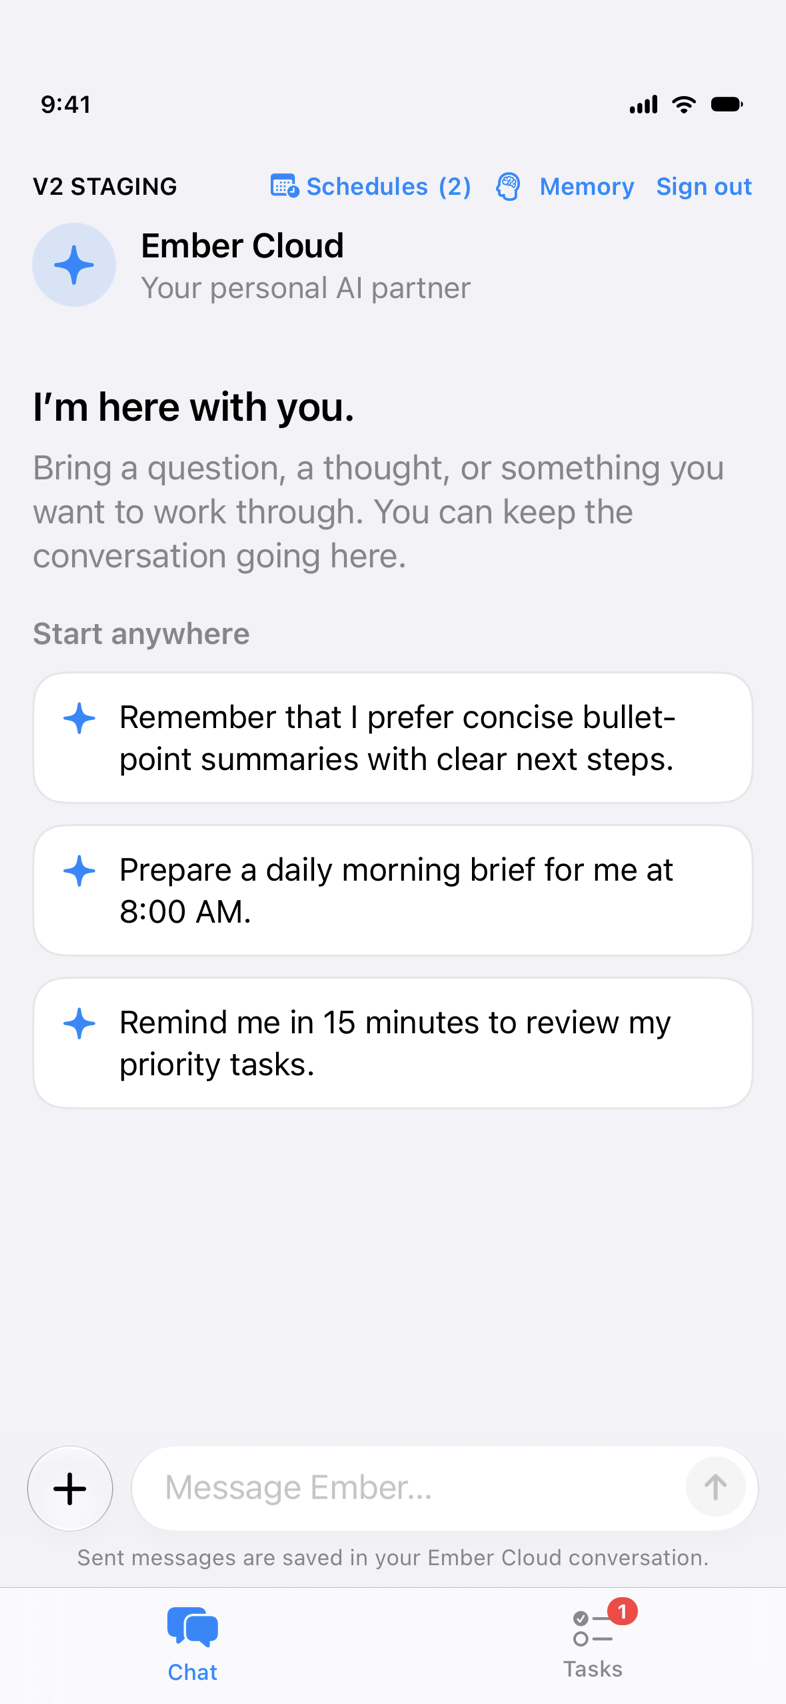 9:41
V2 STAGING
Schedules (2)
Memory
Sign out
Ember Cloud
Your personal AI partner
I’m here with you.
Bring a question, a thought, or something you
want to work through. You can keep the
conversation going here.
Start anywhere
Remember that I prefer concise bullet-
point summaries with clear next steps.
Prepare a daily morning brief for me at
8:00 AM.
Remind me in 15 minutes to review my
priority tasks.
Message Ember...
Sent messages are saved in your Ember Cloud conversation.
Chat
1
Tasks